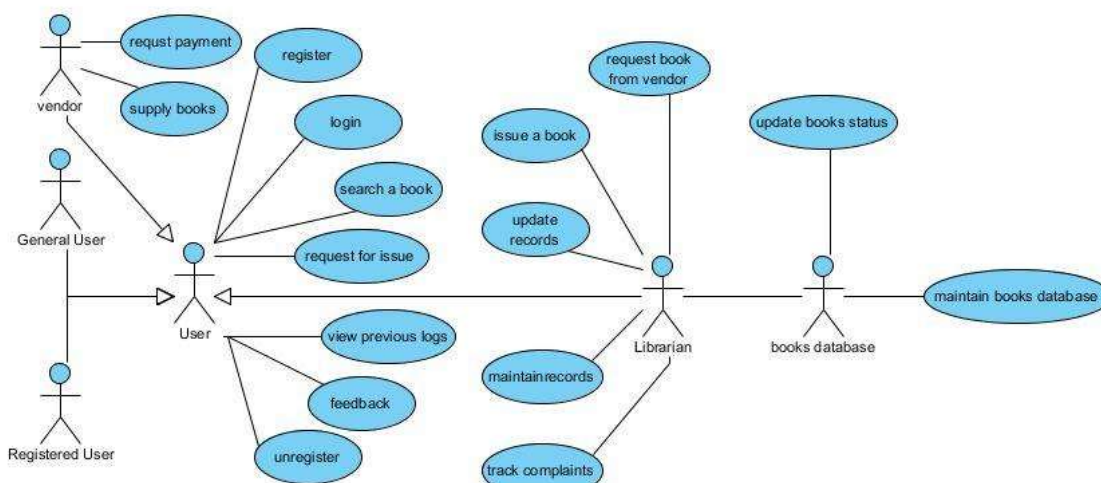 requst payment
supply books
vendor
register
login
search a book
request for issue
General User
User
Registered User
view previous logs
feedback
unregister
request book
from vendor
issue a book
update
records
update books status
Librarian
books database
maintain books database
maintainrecords
track complaints